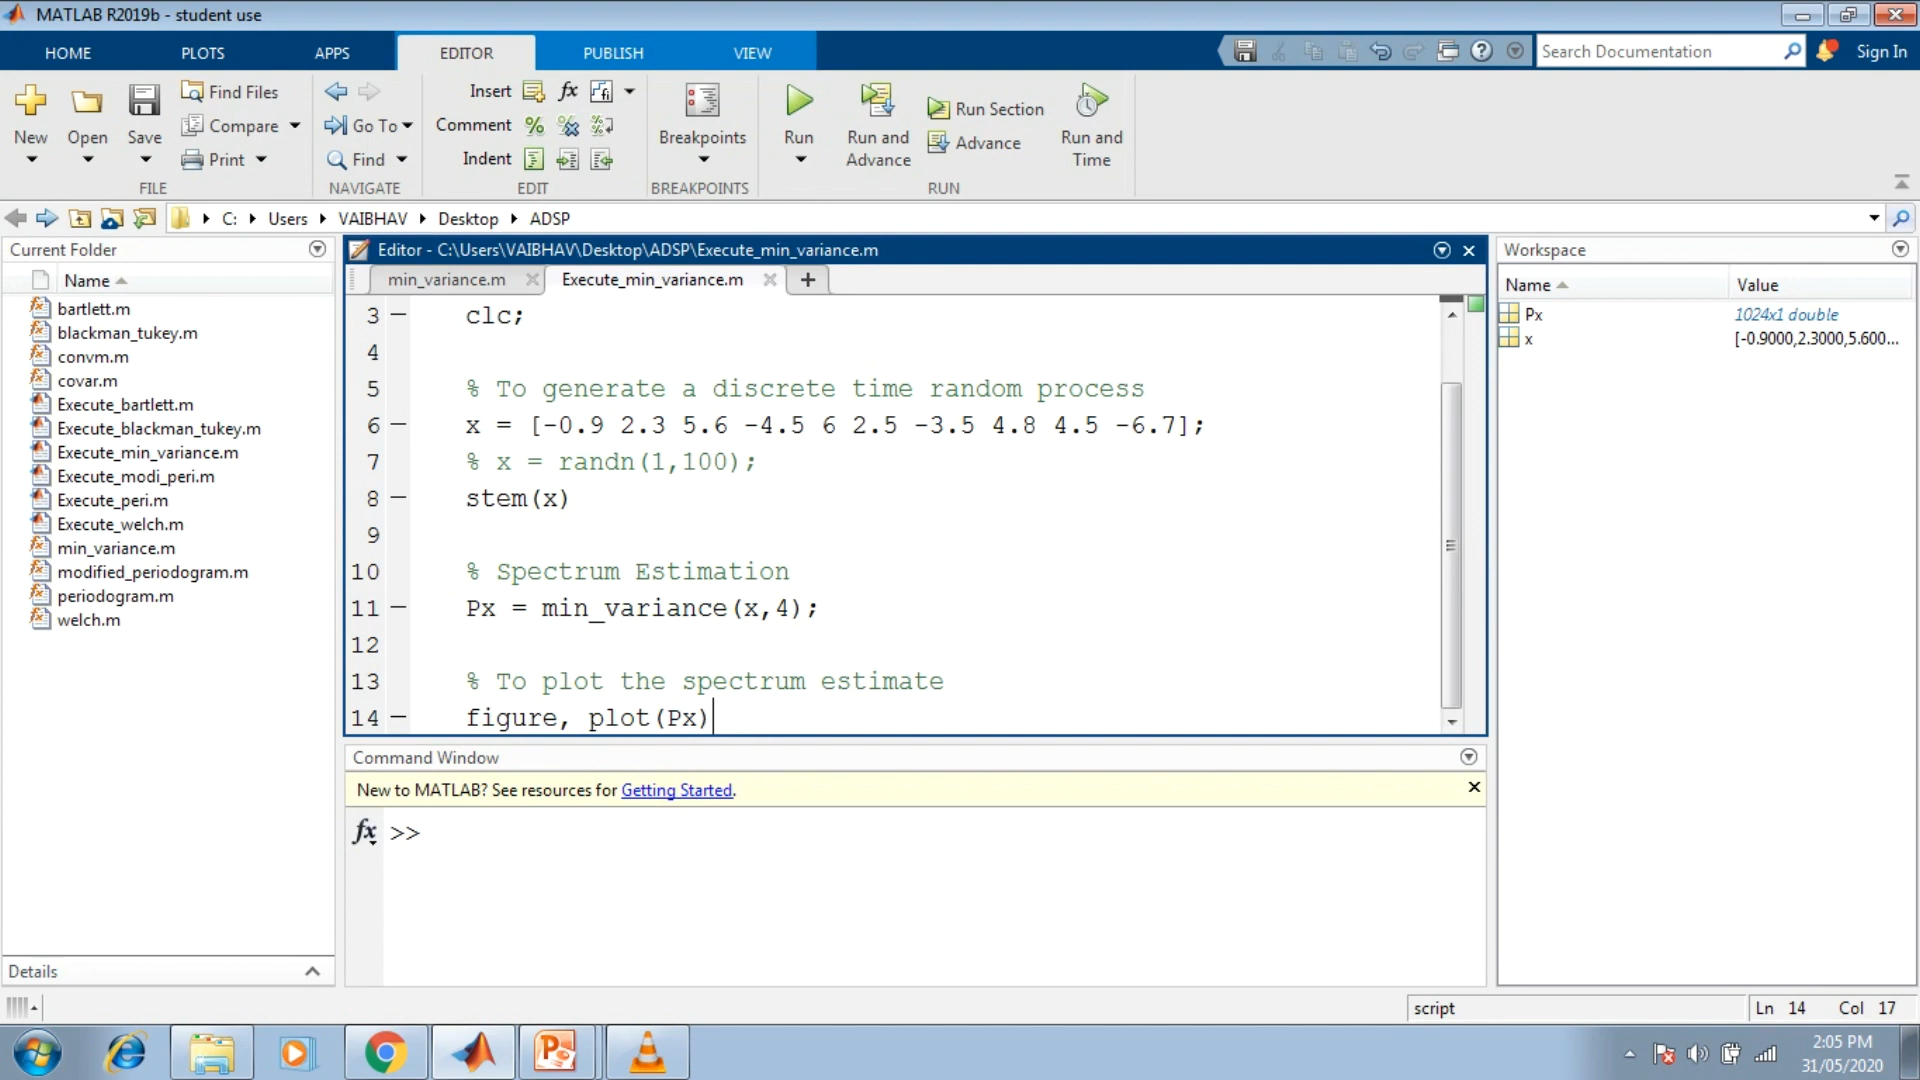 MATLAB R2019b - student use
HOME PLOTS APPS EDITOR PUBLISH VIEW
Search Documentation
Sign In
New
Open
Save
Find Files
Compare
Print
FILE
Go To
Find
NAVIGATE
Insert fx
Comment
Indent
EDIT
Breakpoints
BREAKPOINTS
Run
Run and Advance
Run Section
Advance
Run and Time
RUN
C: Users VAIBHAV Desktop ADSP
Current Folder
Name
bartlett.m
blackman_tukey.m
convm.m
covar.m
Execute_bartlett.m
Execute_blackman_tukey.m
Execute_min_variance.m
Execute_modi_peri.m
Execute_peri.m
Execute_welch.m
min_variance.m
modified_periodogram.m
periodogram.m
welch.m
Details
Editor - C:\Users\VAIBHAV\Desktop\ADSP\Execute_min_variance.m
min_variance.m Execute_min_variance.m
3 clc;
4
5 % To generate a discrete time random process
6 x = [-0.9 2.3 5.6 -4.5 6 2.5 -3.5 4.8 4.5 -6.7];
7 % x = randn(1,100);
8 stem(x)
9
10 % Spectrum Estimation
11 Px = min_variance(x,4);
12
13 % To plot the spectrum estimate
14 figure, plot(Px)
Command Window
New to MATLAB? See resources for Getting Started.
fx >>
Workspace
Name Value
Px 1024x1 double
x [-0.9000,2.3000,5.600...
script
Ln 14 Col 17
2:05 PM
31/05/2020